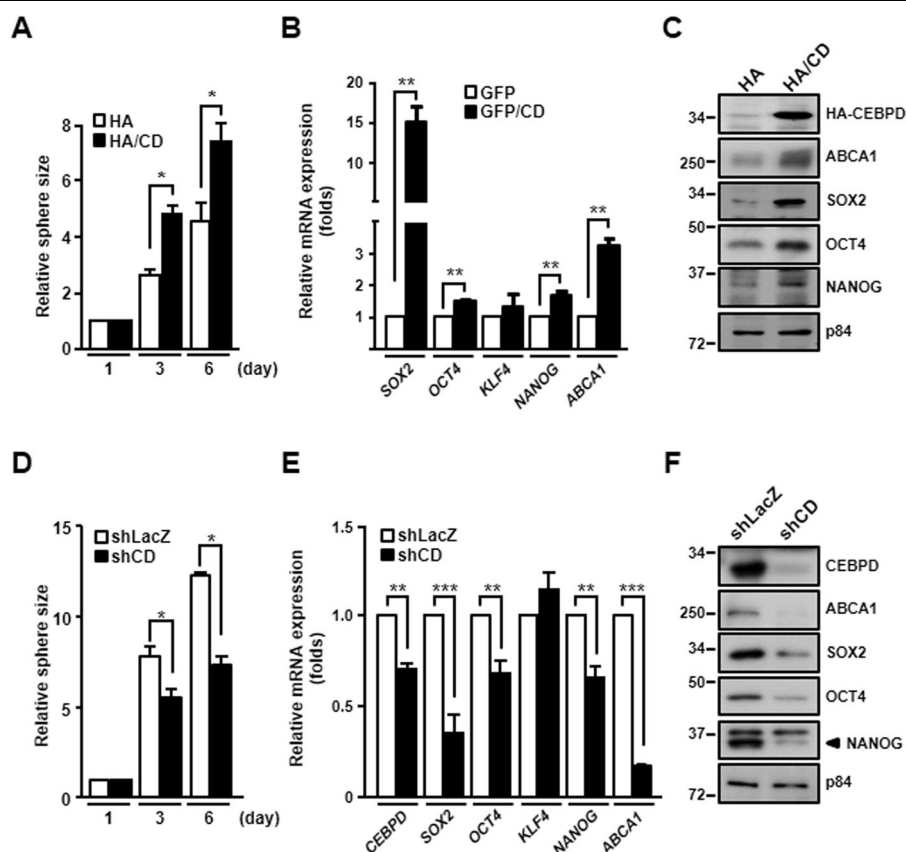 A
Relative sphere size
8
6
4
2
0
HA
HA/CD
*
*
1 3 6 (day)
B
Relative mRNA expression
(folds)
20
15
10
3
2
1
GFP
GFP/CD
**
**
**
**
SOX2 OCT4 KLF4 NANOG ABCA1
C
HA HA/CD
34 HA-CEBPD
250 ABCA1
34 SOX2
50 OCT4
37 NANOG
72 p84
D
Relative sphere size
15
10
5
0
shLacZ
shCD
*
*
1 3 6 (day)
E
Relative mRNA expression
(folds)
1.5
1.0
0.5
0
shLacZ
shCD
** *** ** ** ***
CEBPD SOX2 OCT4 KLF4 NANOG ABCA1
F
shLacZ shCD
34 CEBPD
250 ABCA1
34 SOX2
50 OCT4
37 NANOG
72 p84